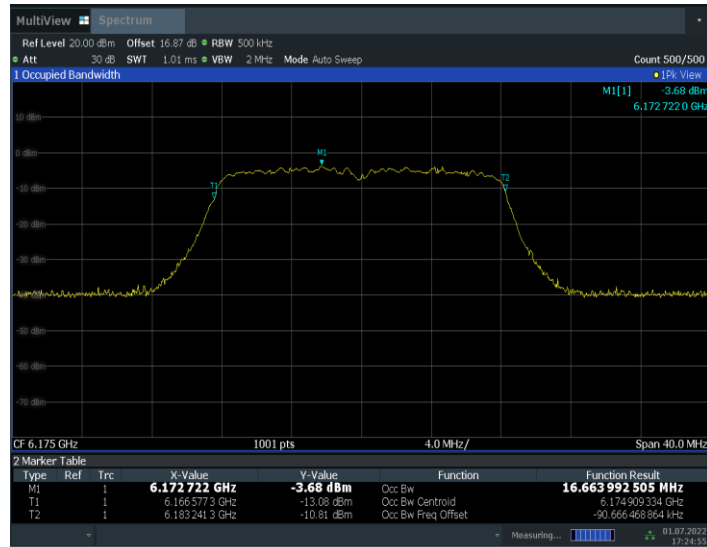 MultiView Spectrum
Ref Level 20.00 dBm Offset 16.87 dB RBW 500 kHz
Att 30 dB SWT 1.01 ms VBW 2 MHz Mode Auto Sweep Count 500/500
1 Occupied Bandwidth 1Pk View
M1[1] -3.68 dBm
6.172 722 0 GHz
10 dBm
0 dBm
M1
-10 dBm
T1
T2
-20 dBm
-30 dBm
-50 dBm
-60 dBm
-70 dBm
CF 6.175 GHz 1001 pts 4.0 MHz/ Span 40.0 MHz
2 Marker Table
Type Ref Trc X-Value Y-Value Function Function Result
M1 1 6.172 722 GHz -3.68 dBm Occ Bw 16.663 992 505 MHz
T1 1 6.166 577 3 GHz -13.08 dBm Occ Bw Centroid 6.174 909 334 GHz
T2 1 6.183 241 3 GHz -10.81 dBm Occ Bw Freq Offset -90.666 468 864 kHz
Measuring... 01.07.2022
17:24:55